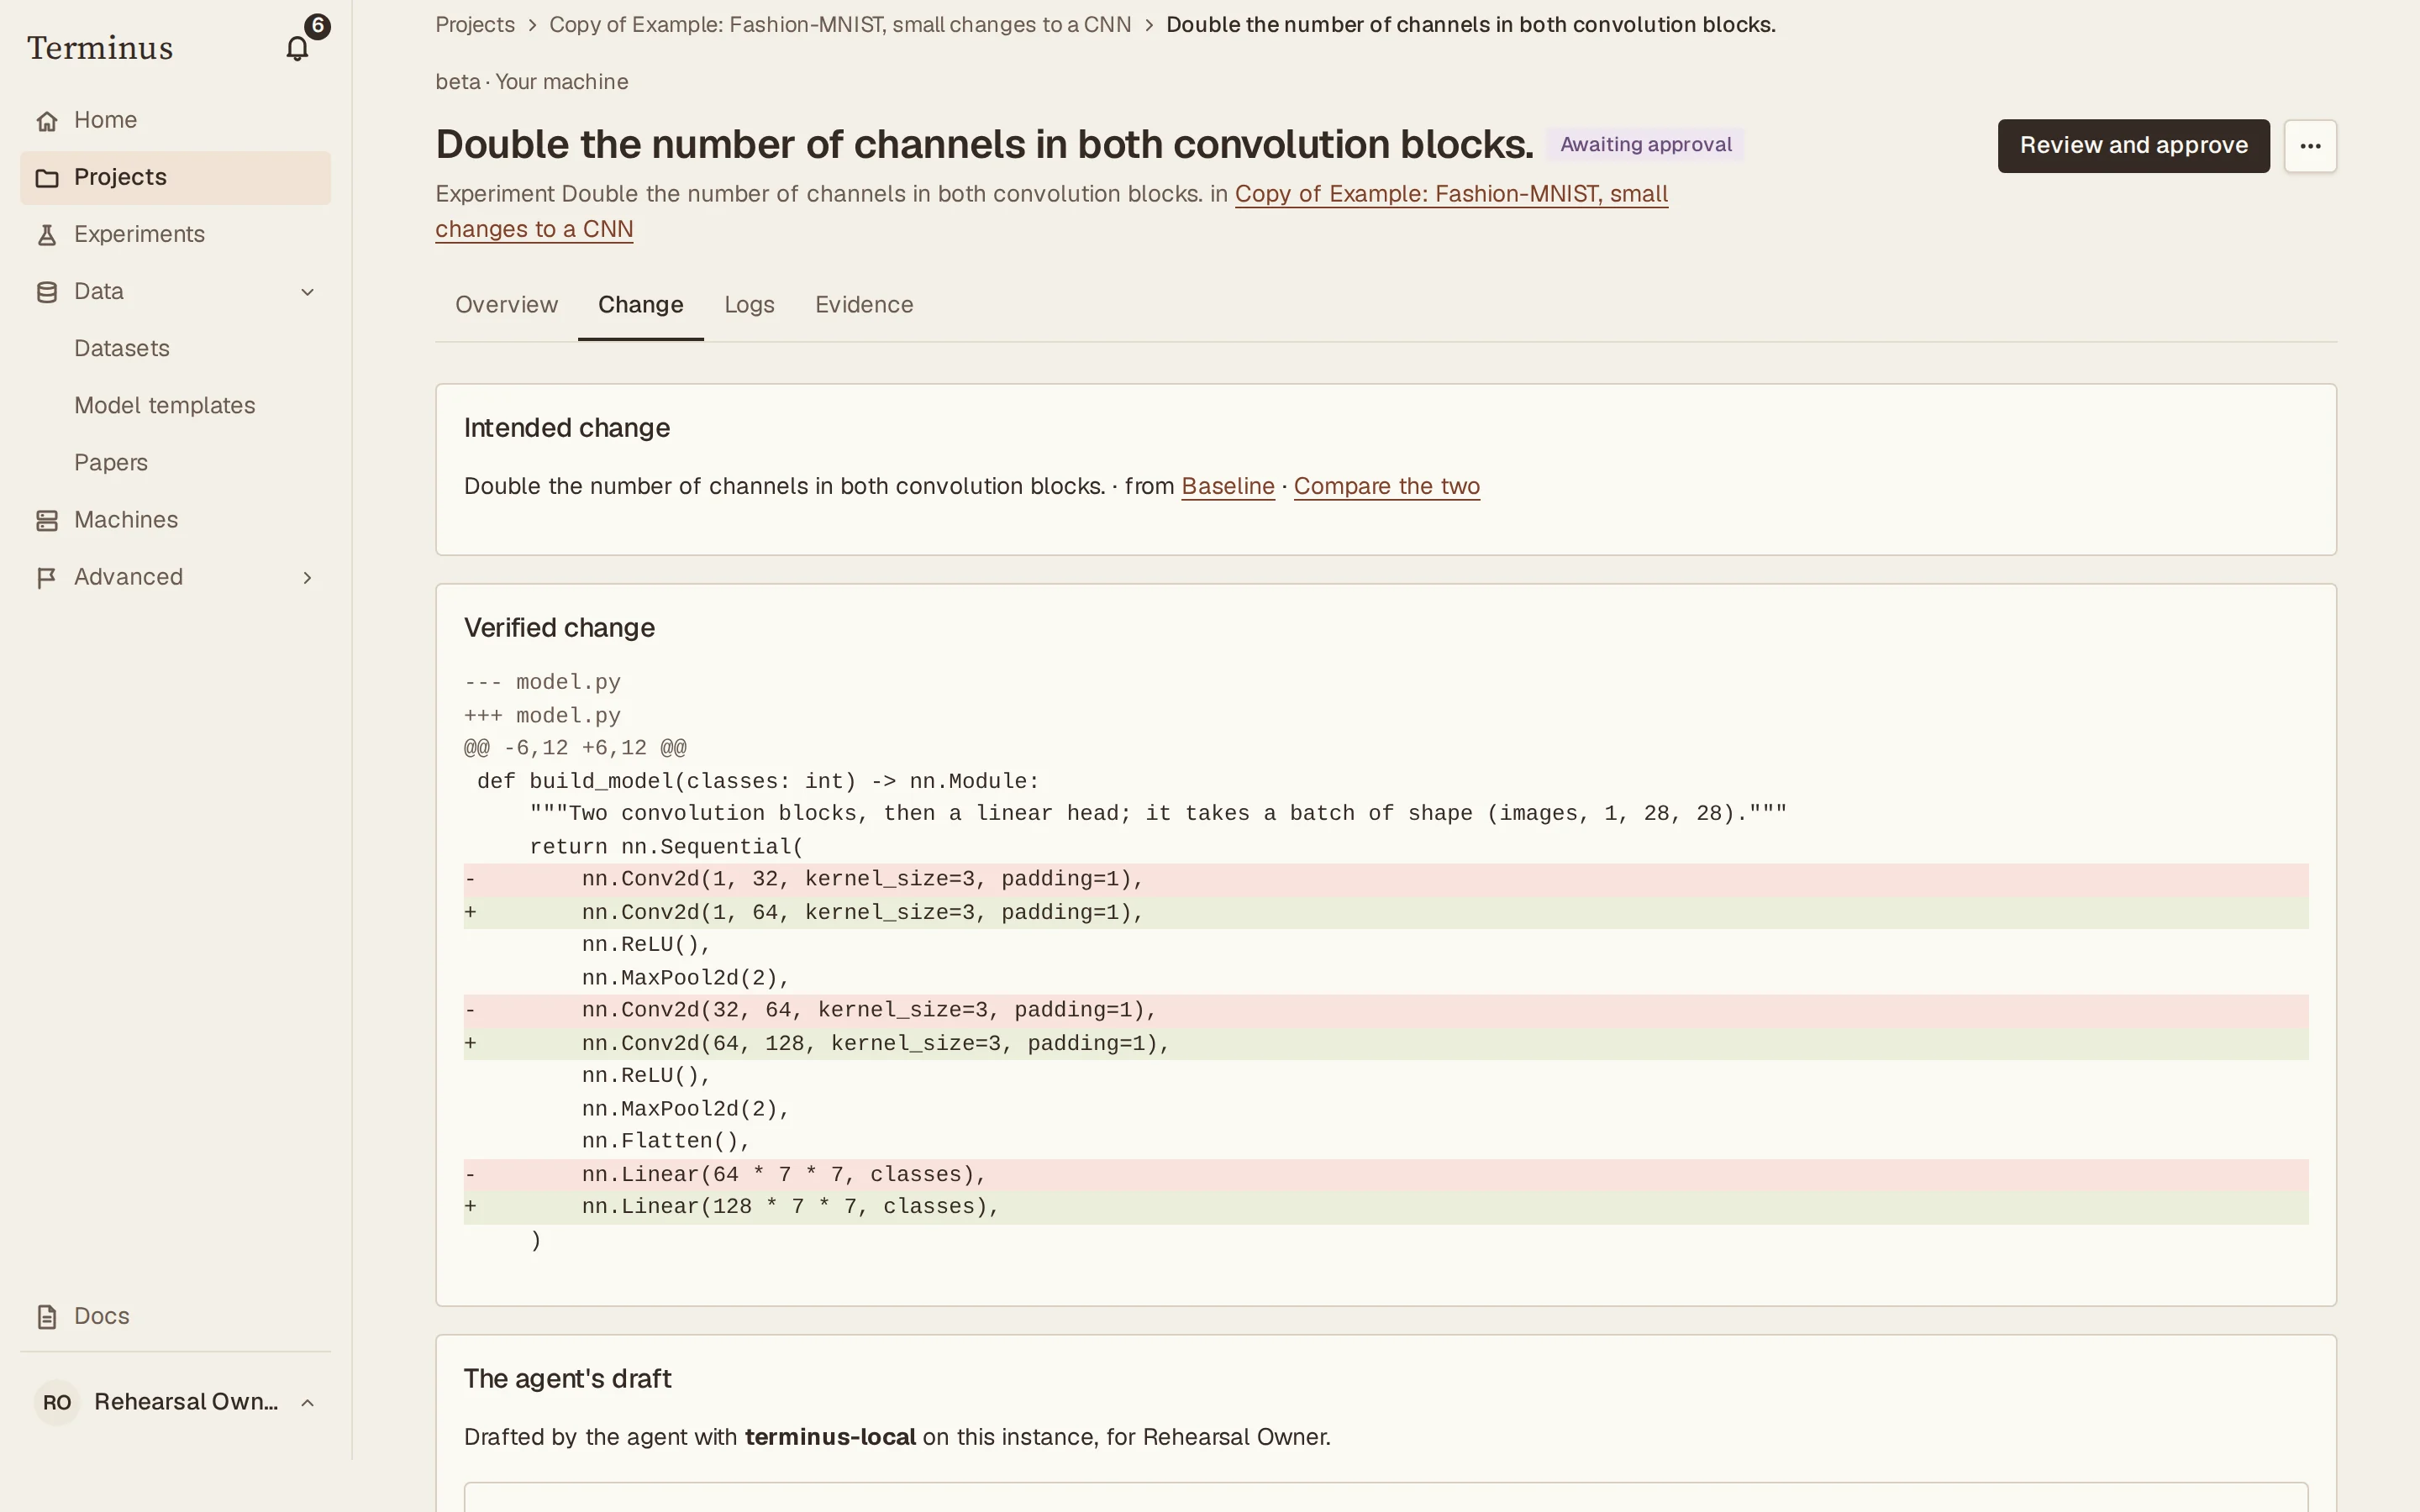 Terminus
6
Home
Projects
Experiments
Data
Datasets
Model templates
Papers
Machines
Advanced
Docs
RO Rehearsal Own...
Projects > Copy of Example: Fashion-MNIST, small changes to a CNN > Double the number of channels in both convolution blocks.
beta · Your machine
Double the number of channels in both convolution blocks. Awaiting approval
Review and approve
Experiment Double the number of channels in both convolution blocks. in Copy of Example: Fashion-MNIST, small
changes to a CNN
Overview Change Logs Evidence
Intended change
Double the number of channels in both convolution blocks. · from Baseline · Compare the two
Verified change
--- model.py
+++ model.py
@@ -6,12 +6,12 @@
 def build_model(classes: int) -> nn.Module:
     """Two convolution blocks, then a linear head; it takes a batch of shape (images, 1, 28, 28)."""
     return nn.Sequential(
-        nn.Conv2d(1, 32, kernel_size=3, padding=1),
+        nn.Conv2d(1, 64, kernel_size=3, padding=1),
         nn.ReLU(),
         nn.MaxPool2d(2),
-        nn.Conv2d(32, 64, kernel_size=3, padding=1),
+        nn.Conv2d(64, 128, kernel_size=3, padding=1),
         nn.ReLU(),
         nn.MaxPool2d(2),
         nn.Flatten(),
-        nn.Linear(64 * 7 * 7, classes),
+        nn.Linear(128 * 7 * 7, classes),
     )
The agent's draft
Drafted by the agent with terminus-local on this instance, for Rehearsal Owner.